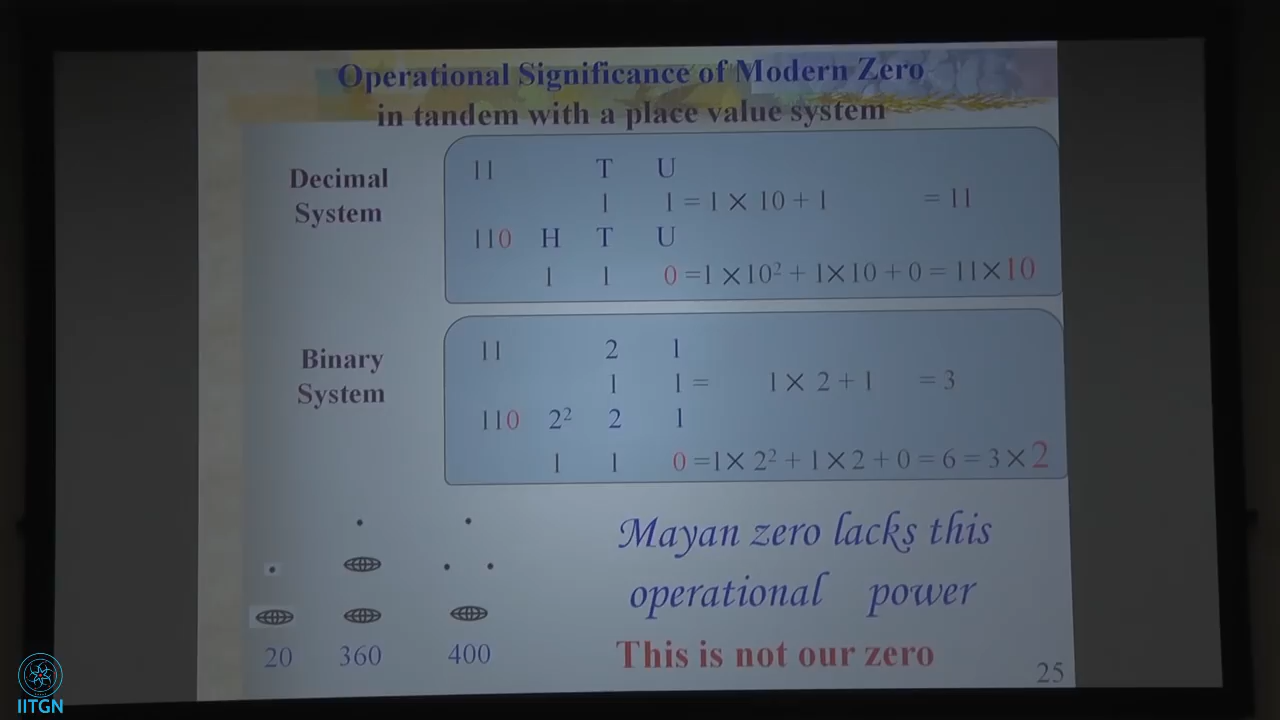 Operational Significance of Modern Zero
in tandem with a place value system
Decimal
System
11 T U
1 1 = 1 × 10 + 1 = 11
110 H T U
1 1 0 =1 ×10² + 1×10 + 0 = 11×10
Binary
System
11 2 1
1 1 = 1 × 2 + 1 = 3
110 2² 2 1
1 1 0 =1× 2² + 1 × 2 + 0 = 6 = 3 × 2
Mayan zero lacks this
operational power
20 360 400
This is not our zero
25
IITGN